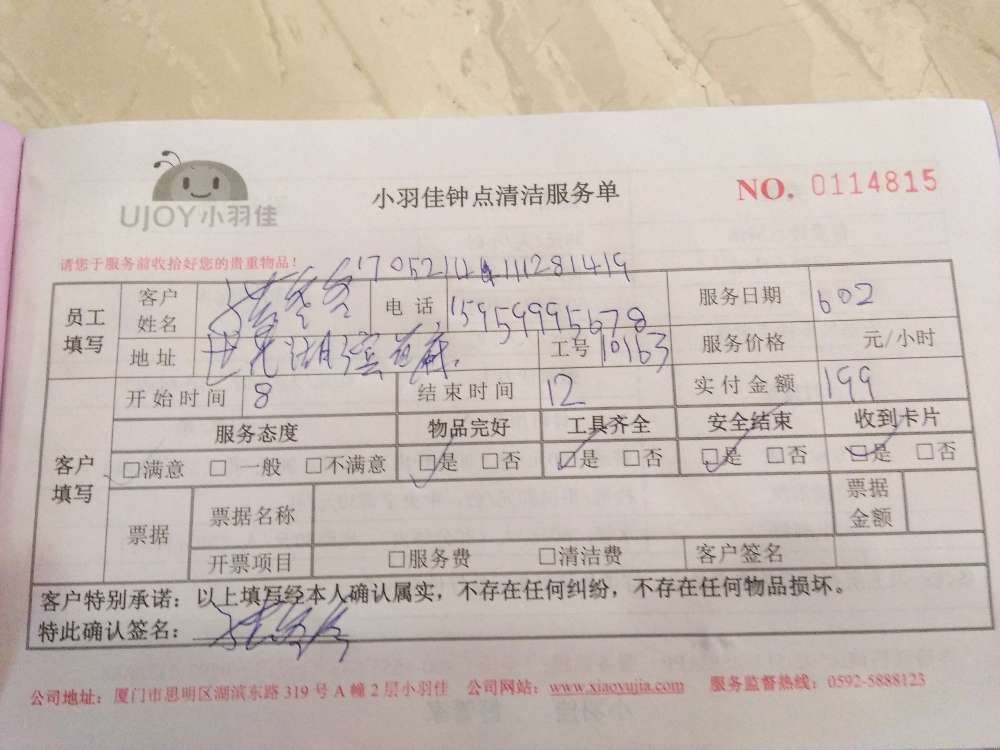 UJOY小羽佳
小羽佳钟点清洁服务单
NO. 0114815
请您于服务前收拾好您的贵重物品！
员工填写 客户姓名 电话 15959995678 服务日期 602
地址 工号 10163 服务价格 元/小时
客户填写 开始时间 8 结束时间 12 实付金额 199
服务态度 物品完好 工具齐全 安全结束 收到卡片
□满意 □ 一般 □不满意 □是 □否 □是 □否 □是 □否 □是 □否
票据 票据名称 票据金额
开票项目 □服务费 □清洁费 客户签名
客户特别承诺：以上填写经本人确认属实，不存在任何纠纷，不存在任何物品损坏。
特此确认签名：
公司地址：厦门市思明区湖滨东路 319 号 A 幢 2 层小羽佳 公司网站：www.xiaoyujia.com 服务监督热线：0592-5888123